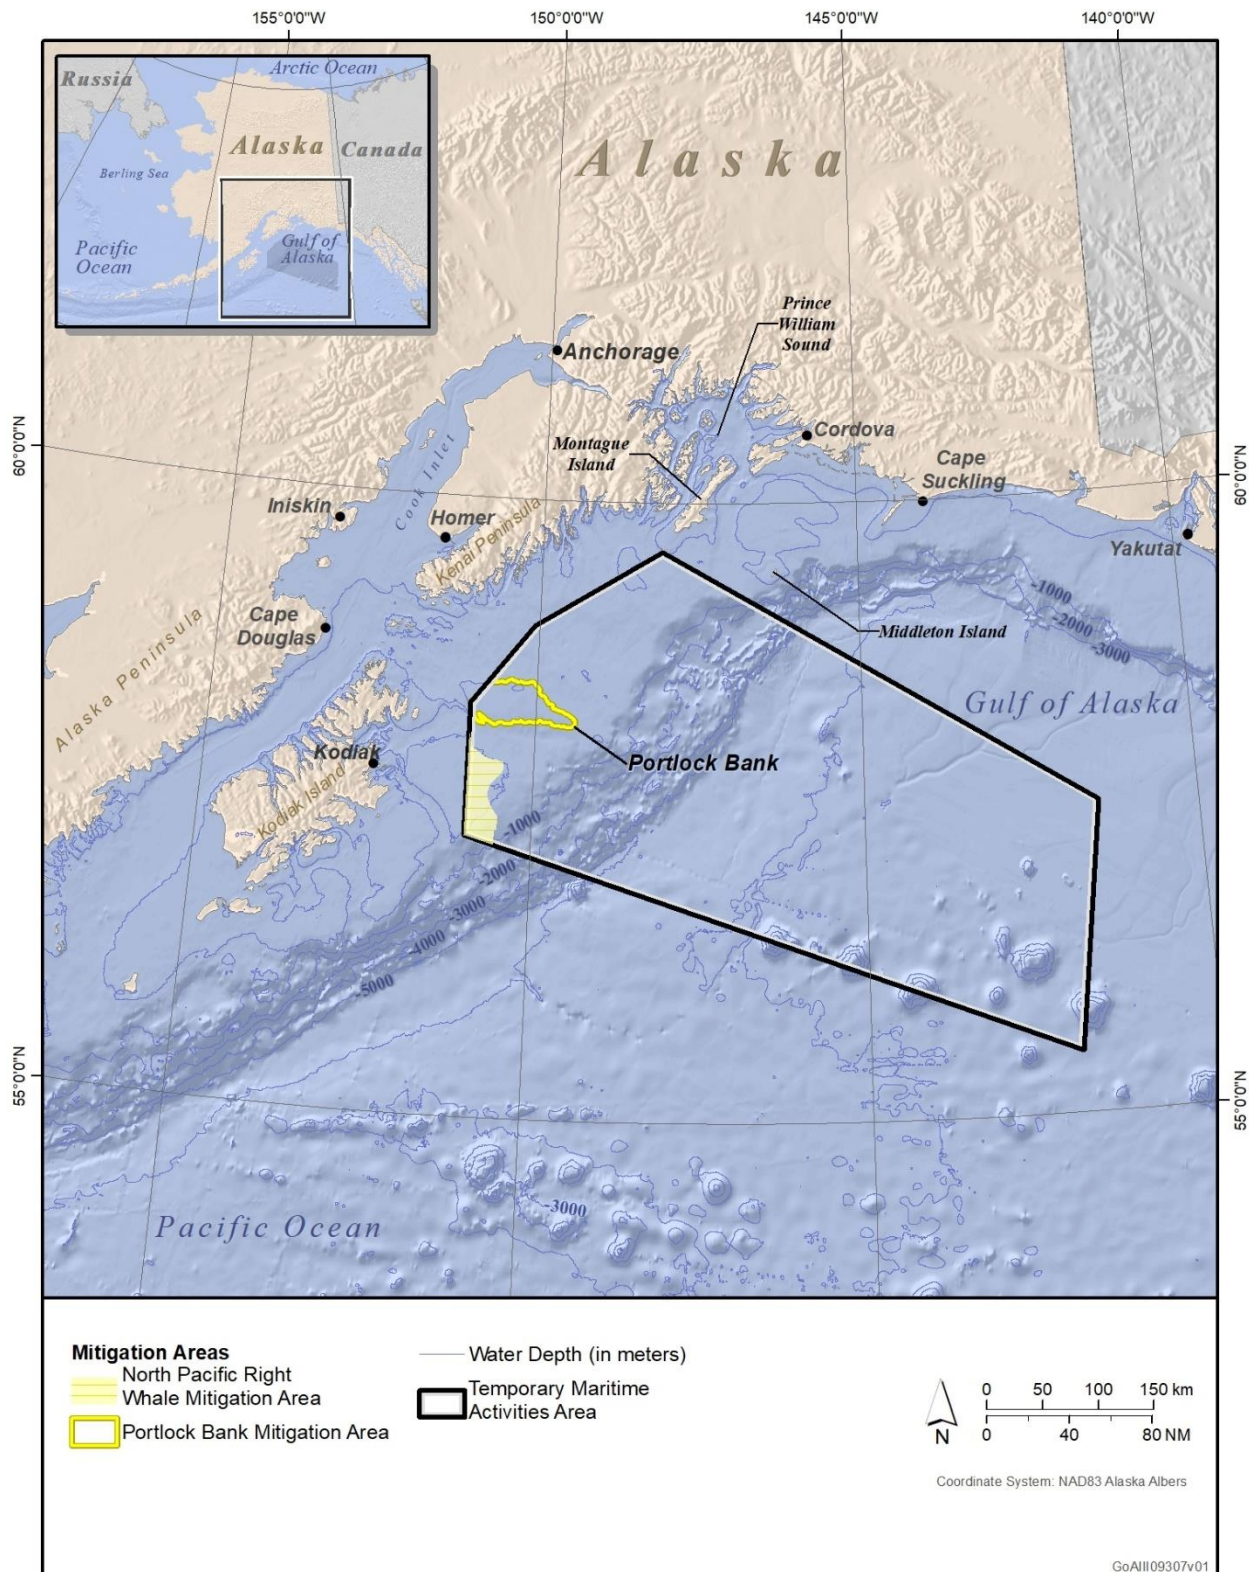 155°0'0"W
150°0'0"W
145°0'0"W
140°0'0"W
Russia
Arctic Ocean
Alaska
Canada
Berling Sea
Pacific
Ocean
Gulf of
Alaska
Alaska
Prince
William
Sound
Anchorage
60°0'0"N
60°0'0"N
Montague
Island
Cordova
Cape
Suckling
Cook Inlet
Iniskin
Homer
Kenai Peninsula
Yakutat
Cape
Douglas
Middleton Island
-1000
-2000
-3000
Alaska Peninsula
Gulf of Alaska
Kodiak
Kodiak Island
Portlock Bank
-1000
-2000
-3000
-4000
-5000
55°0'0"N
55°0'0"N
-3000
Pacific Ocean
Mitigation Areas
North Pacific Right
Whale Mitigation Area
Portlock Bank Mitigation Area
Water Depth (in meters)
Temporary Maritime
Activities Area
N
0 50 100 150 km
0 40 80 NM
Coordinate System: NAD83 Alaska Albers
GoAIII09307v01